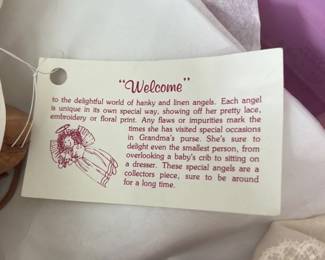 "Welcome"
to the delightful world of hanky and linen angels. Each angel
is unique in its own special way, showing off her pretty lace,
embroidery or floral print. Any flaws or impurities mark the
times she has visited special occasions
in Grandma's purse. She's sure to
delight even the smallest person, from
overlooking a baby's crib to sitting on
a dresser. These special angels are a
collectors piece, sure to be around
for a long time.